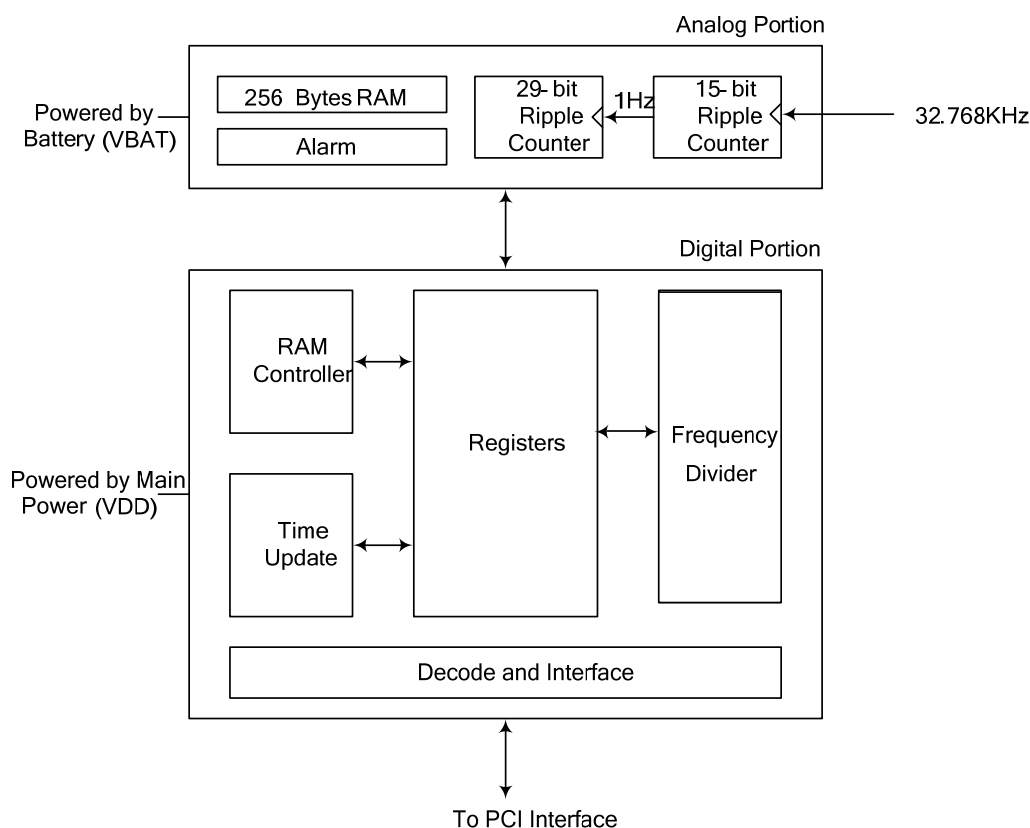 Analog Portion
256 Bytes RAM
Alarm
29-bit
Ripple
Counter
1Hz
15-bit
Ripple
Counter
32.768KHz
Powered by
Battery (VBAT)
Digital Portion
RAM
Controller
Registers
Frequency
Divider
Powered by Main
Power (VDD)
Time
Update
Decode and Interface
To PCI Interface